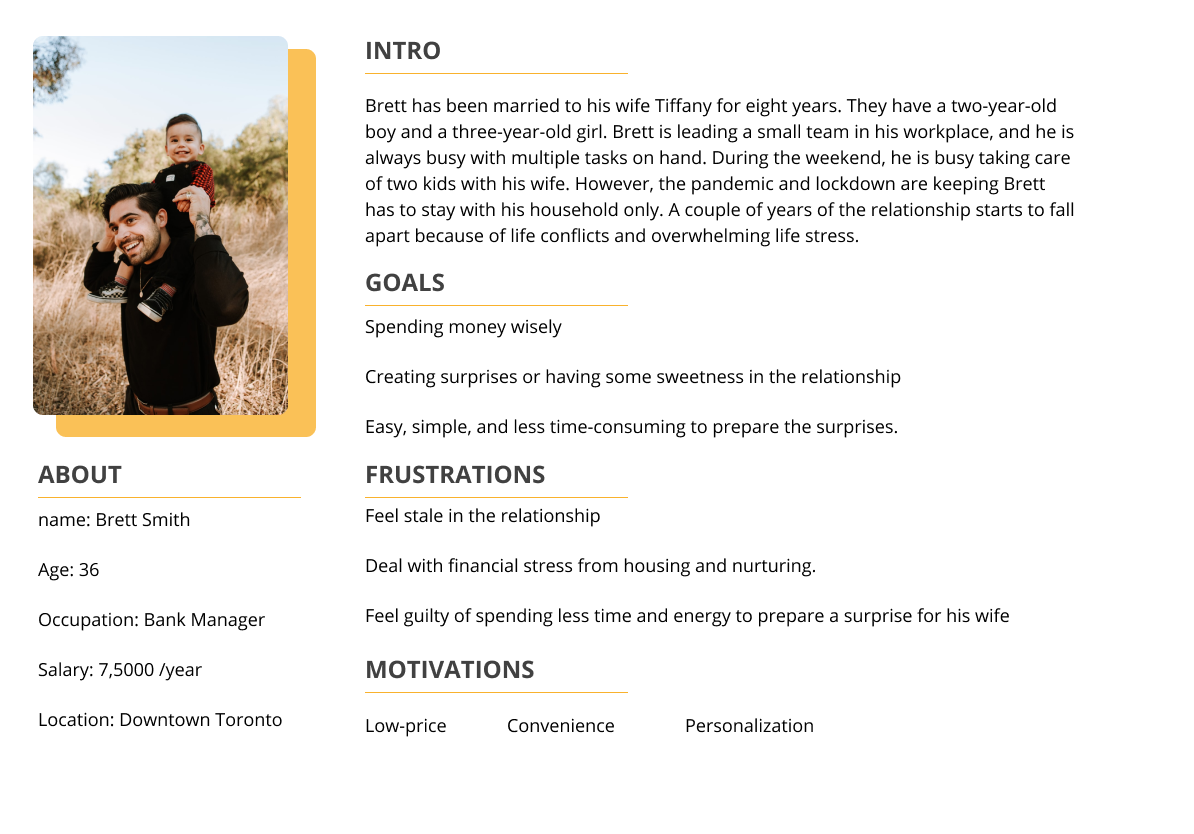 INTRO
Brett has been married to his wife Tiffany for eight years. They have a two-year-old
boy and a three-year-old girl. Brett is leading a small team in his workplace, and he is
always busy with multiple tasks on hand. During the weekend, he is busy taking care
of two kids with his wife. However, the pandemic and lockdown are keeping Brett
has to stay with his household only. A couple of years of the relationship starts to fall
apart because of life conflicts and overwhelming life stress.
GOALS
Spending money wisely
Creating surprises or having some sweetness in the relationship
Easy, simple, and less time-consuming to prepare the surprises.
ABOUT
name: Brett Smith
Age: 36
Occupation: Bank Manager
Salary: 7,5000 /year
Location: Downtown Toronto
FRUSTRATIONS
Feel stale in the relationship
Deal with financial stress from housing and nurturing.
Feel guilty of spending less time and energy to prepare a surprise for his wife
MOTIVATIONS
Low-price Convenience Personalization